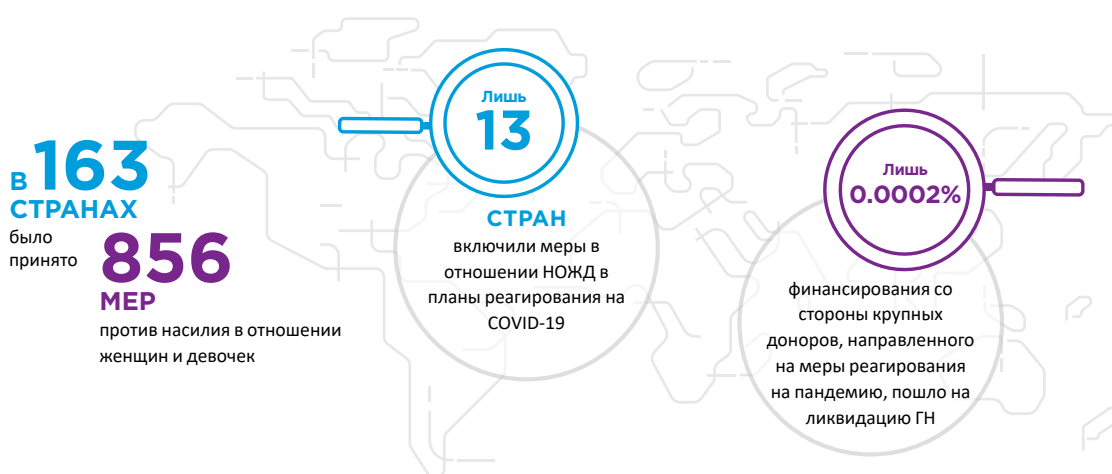 В 163
СТРАНАХ
было
принято
856
МЕР
против насилия в отношении
женщин и девочек
Лишь
13
СТРАН
включили меры в
отношении НОЖД в
планы реагирования на
COVID-19
Лишь
0.0002%
финансирования со
стороны крупных
доноров, направленного
на меры реагирования
на пандемию, пошло на
ликвидацию ГН